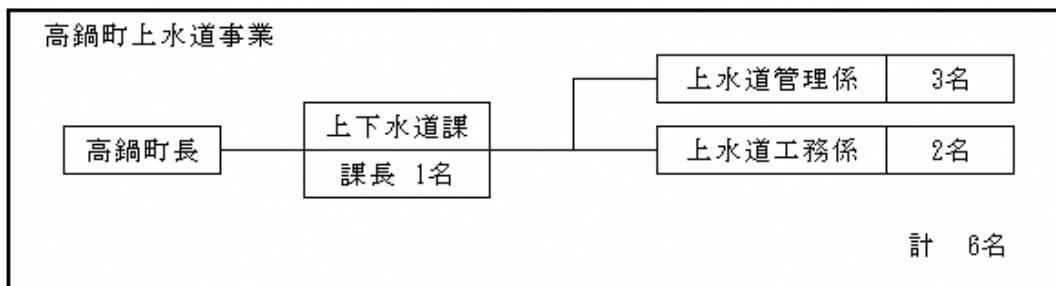 高鍋町上水道事業
上水道管理係 3名
高鍋町長
上下水道課
課長 1名
上水道工務係 2名
計 6名